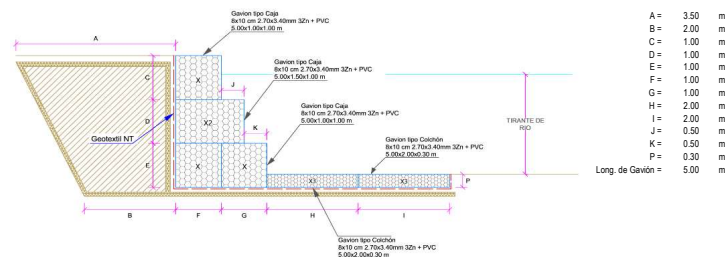 Gavion tipo Caja
8x10 cm 2.70x3.40mm 3Zn + PVC
5.00x1.00x1.00 m
A
Gavion tipo Caja
8x10 cm 2.70x3.40mm 3Zn + PVC
5.00x1.50x1.00 m
C
X
J
Gavion tipo Caja
8x10 cm 2.70x3.40mm 3Zn + PVC
5.00x1.00x1.00 m
D
X2
K
TIRANTE DE
RIO
Geotextil NT
Gavion tipo Colchón
8x10 cm 2.70x3.40mm 3Zn + PVC
5.00x2.00x0.30 m
E
X
X
X3
X3
P
B
F
G
H
I
Gavion tipo Colchón
8x10 cm 2.70x3.40mm 3Zn + PVC
5.00x2.00x0.30 m
A = 3.50 m
B = 2.00 m
C = 1.00 m
D = 1.00 m
E = 1.00 m
F = 1.00 m
G = 1.00 m
H = 2.00 m
I = 2.00 m
J = 0.50 m
K = 0.50 m
P = 0.30 m
Long. de Gavión = 5.00 m